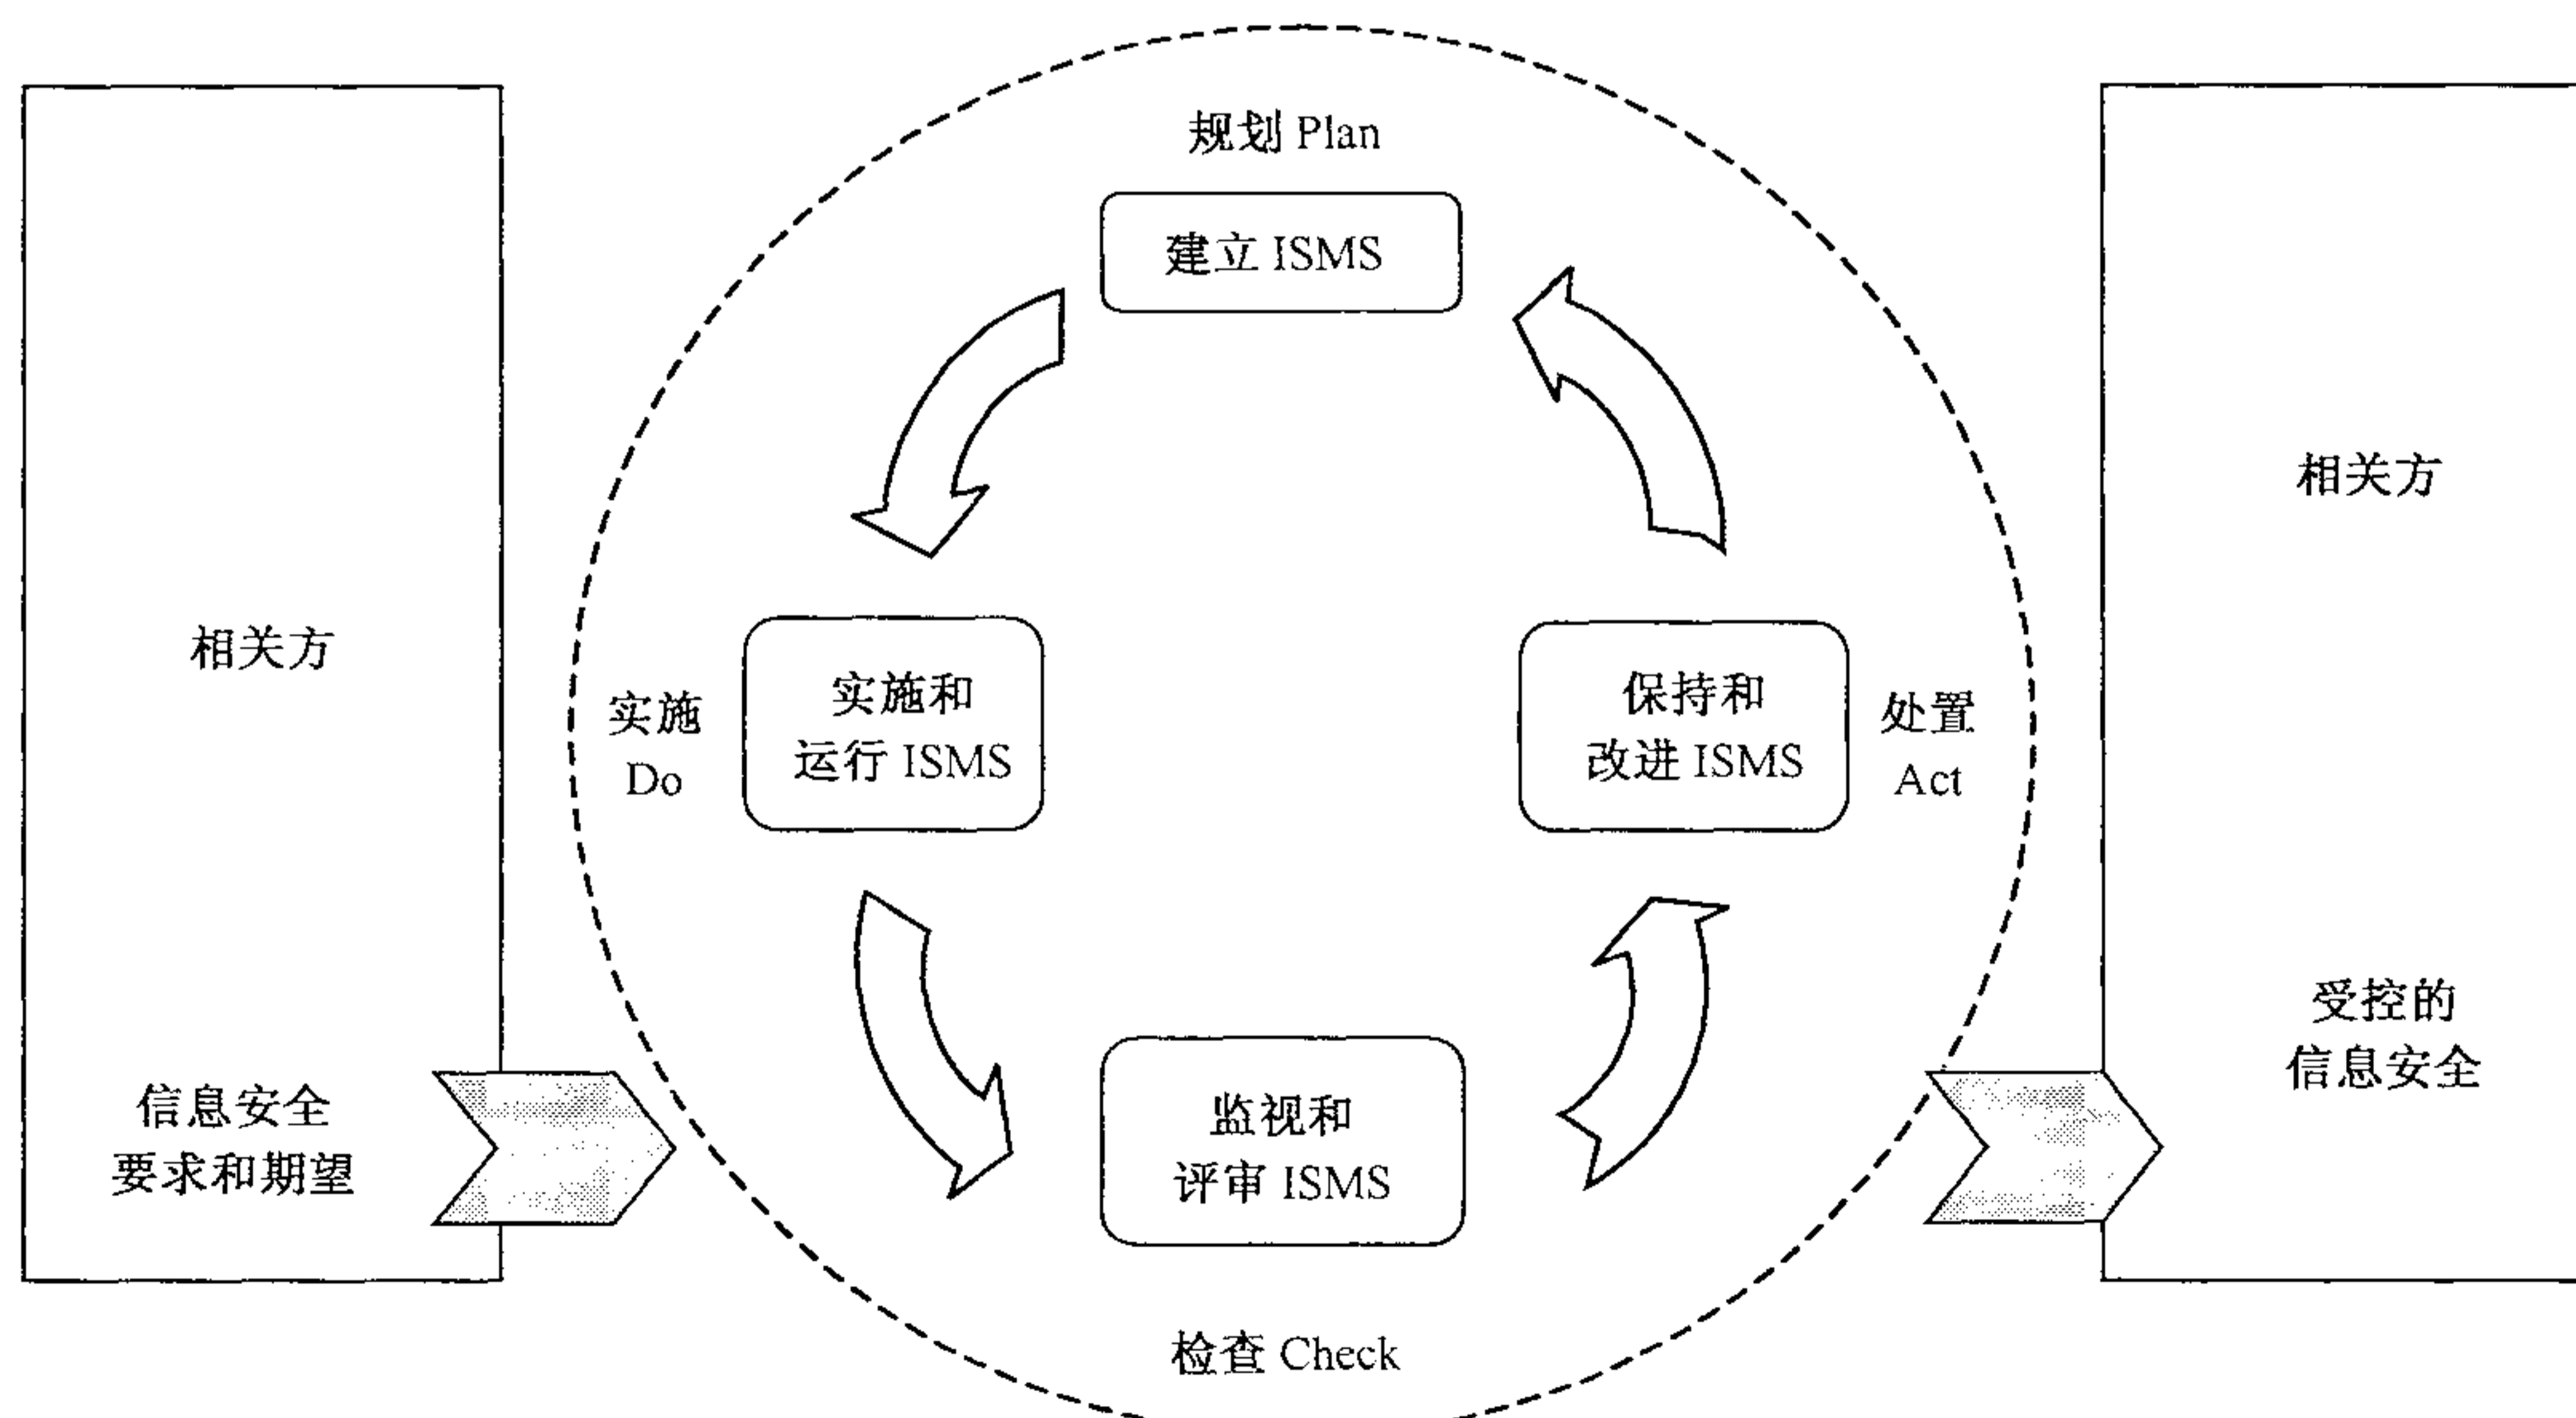 规划 Plan
建立 ISMS
相关方
相关方
实施
Do
实施和
运行 ISMS
保持和
改进 ISMS
处置
Act
信息安全
要求和期望
监视和
评审 ISMS
受控的
信息安全
检查 Check